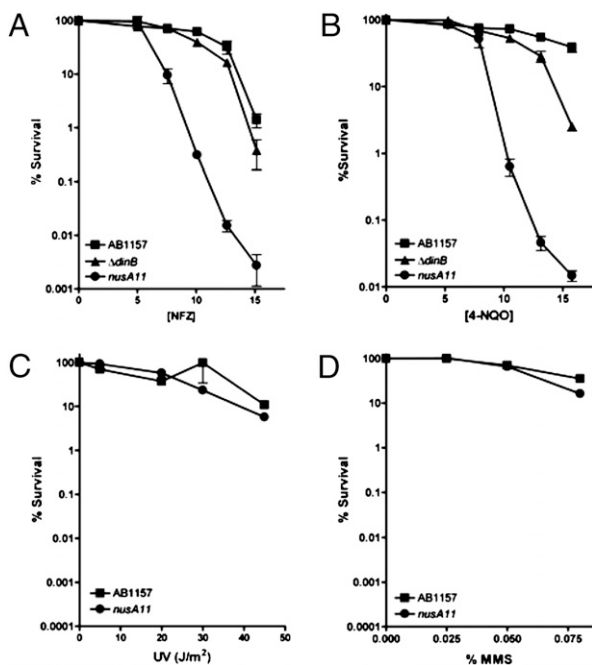 A
% Survival
100
10
1
0.1
0.01
0.001
AB1157
ΔdinB
nusA11
0 5 10 15
[NFZ]
B
%Survival
100
10
1
0.1
0.01
AB1157
ΔdinB
nusA11
0 5 10 15
[4-NQO]
C
% Survival
100
10
1
0.1
0.01
0.001
0.0001
AB1157
nusA11
0 10 20 30 40 50
UV (J/m²)
D
% Survival
100
10
1
0.1
0.01
0.001
0.0001
AB1157
nusA11
0.000 0.025 0.050 0.075
% MMS